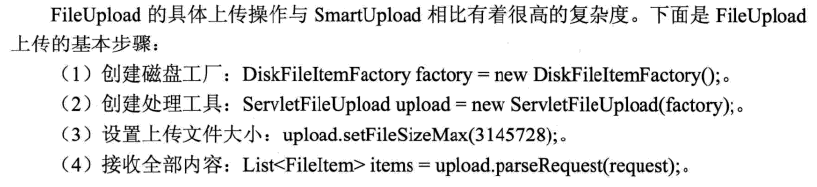 FileUpload 的具体上传操作与 SmartUpload 相比有着很高的复杂度。下面是 FileUpload
上传的基本步骤：
（1）创建磁盘工厂：DiskFileItemFactory factory = new DiskFileItemFactory();。
（2）创建处理工具：ServletFileUpload upload = new ServletFileUpload(factory);。
（3）设置上传文件大小：upload.setFileSizeMax(3145728);。
（4）接收全部内容：List<FileItem> items = upload.parseRequest(request);。